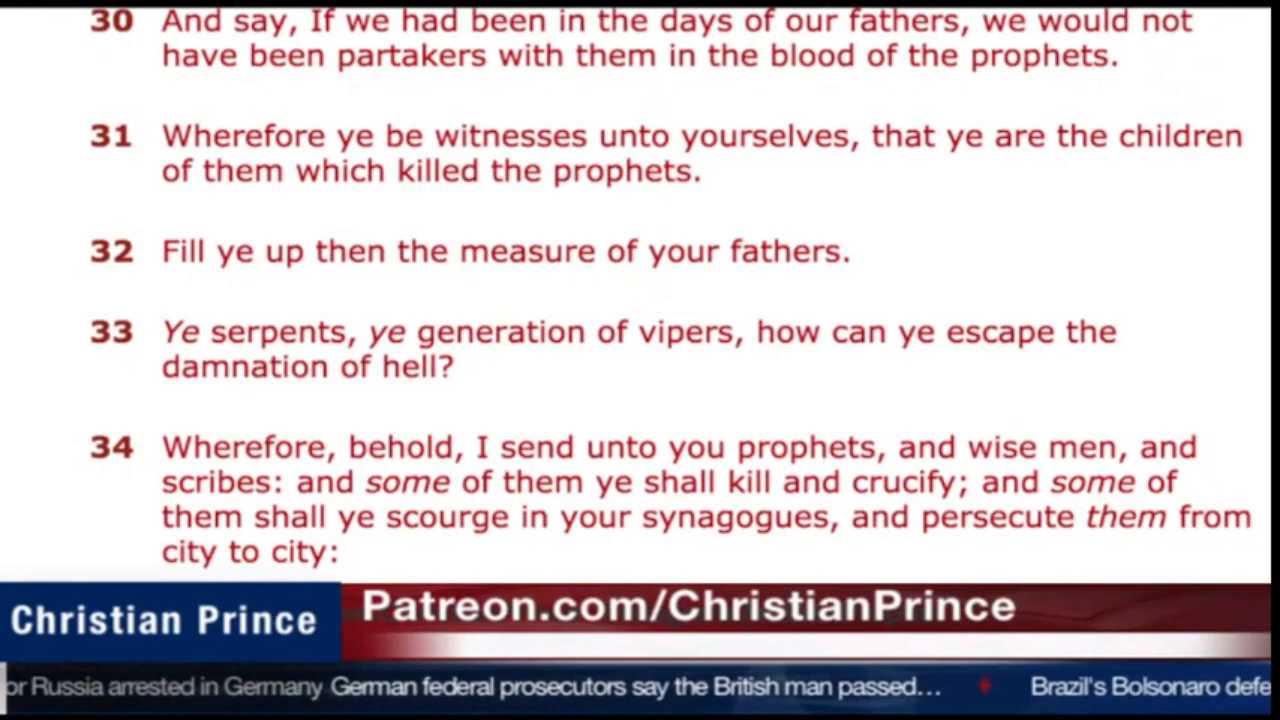 30 And say, If we had been in the days of our fathers, we would not
have been partakers with them in the blood of the prophets.
31 Wherefore ye be witnesses unto yourselves, that ye are the children
of them which killed the prophets.
32 Fill ye up then the measure of your fathers.
33 Ye serpents, ye generation of vipers, how can ye escape the
damnation of hell?
34 Wherefore, behold, I send unto you prophets, and wise men, and
scribes: and some of them ye shall kill and crucify; and some of
them shall ye scourge in your synagogues, and persecute them from
city to city:
Christian Prince
Patreon.com/ChristianPrince
or Russia arrested in Germany German federal prosecutors say the British man passed... Brazil's Bolsonaro defe